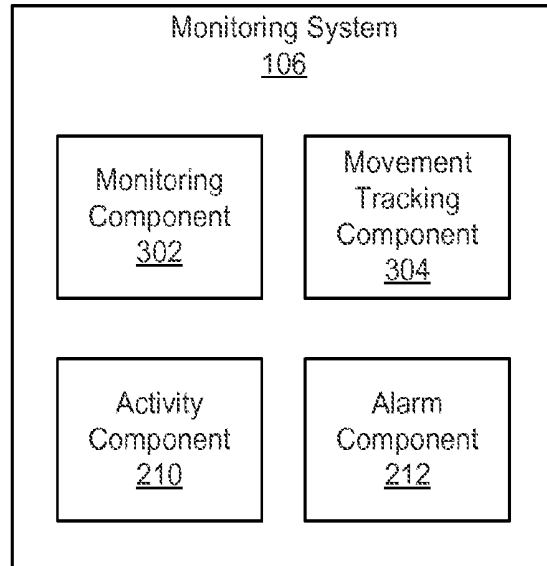 Monitoring System
106
Monitoring
Component
302
Movement
Tracking
Component
304
Activity
Component
210
Alarm
Component
212